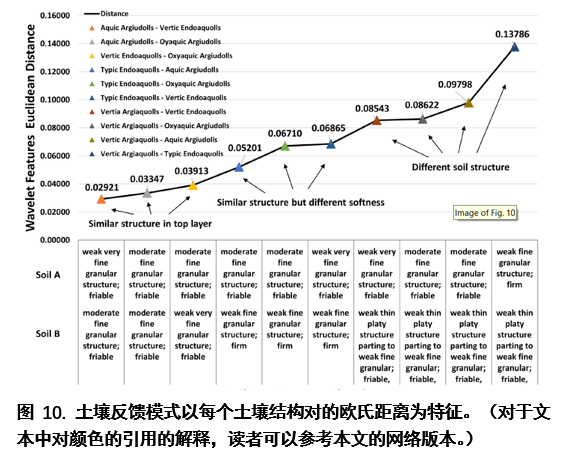 0.16000
0.14000
0.12000
0.10000
0.08000
0.06000
0.04000
0.02000
0.00000
Wavelet Features Euclidean Distance
Distance
Aquic Argiudolls - Vertic Endoaquolls
Aquic Argiudolls - Oyaquic Argiudolls
Vertic Endoaquolls - Oxyaquic Argiudolls
Typic Endoaquolls - Aquic Argiudolls
Typic Endoaquolls - Oxyaquic Argiudolls
Typic Endoaquolls - Vertic Endoaquolls
Vertia Argiaquolls - Vertic Endoaquolls
Vertic Argiaquolls - Oxyaquic Argiudolls
Vertic Argiaquolls - Aquic Argiudolls
Vertic Argiaquolls - Typic Endoaquolls
0.02921
0.03347
0.03913
0.05201
0.06710
0.06865
0.08543
0.08622
0.09798
0.13786
Similar structure in top layer
Similar structure but different softness
Different soil structure
Image of Fig. 10
Soil A
weak very fine granular structure; friable
moderate fine granular structure; friable
moderate fine granular structure; friable
moderate fine granular structure; friable
moderate fine granular structure; friable
weak very fine granular structure; friable
weak very fine granular structure; friable
moderate fine granular structure; friable
moderate fine granular structure; friable
weak fine granular structure; firm
Soil B
moderate fine granular structure; friable
moderate fine granular structure; friable
weak very fine granular structure; friable
weak fine granular structure; firm
weak fine granular structure; firm
weak fine granular structure; firm
weak thin platy structure parting to weak fine granular; friable,
weak thin platy structure parting to weak fine granular; friable,
weak thin platy structure parting to weak fine granular; friable,
weak thin platy structure parting to weak fine granular; friable,
图 10. 土壤反馈模式以每个土壤结构对的欧氏距离为特征。（对于文
本中对颜色的引用的解释，读者可以参考本文的网络版本。）